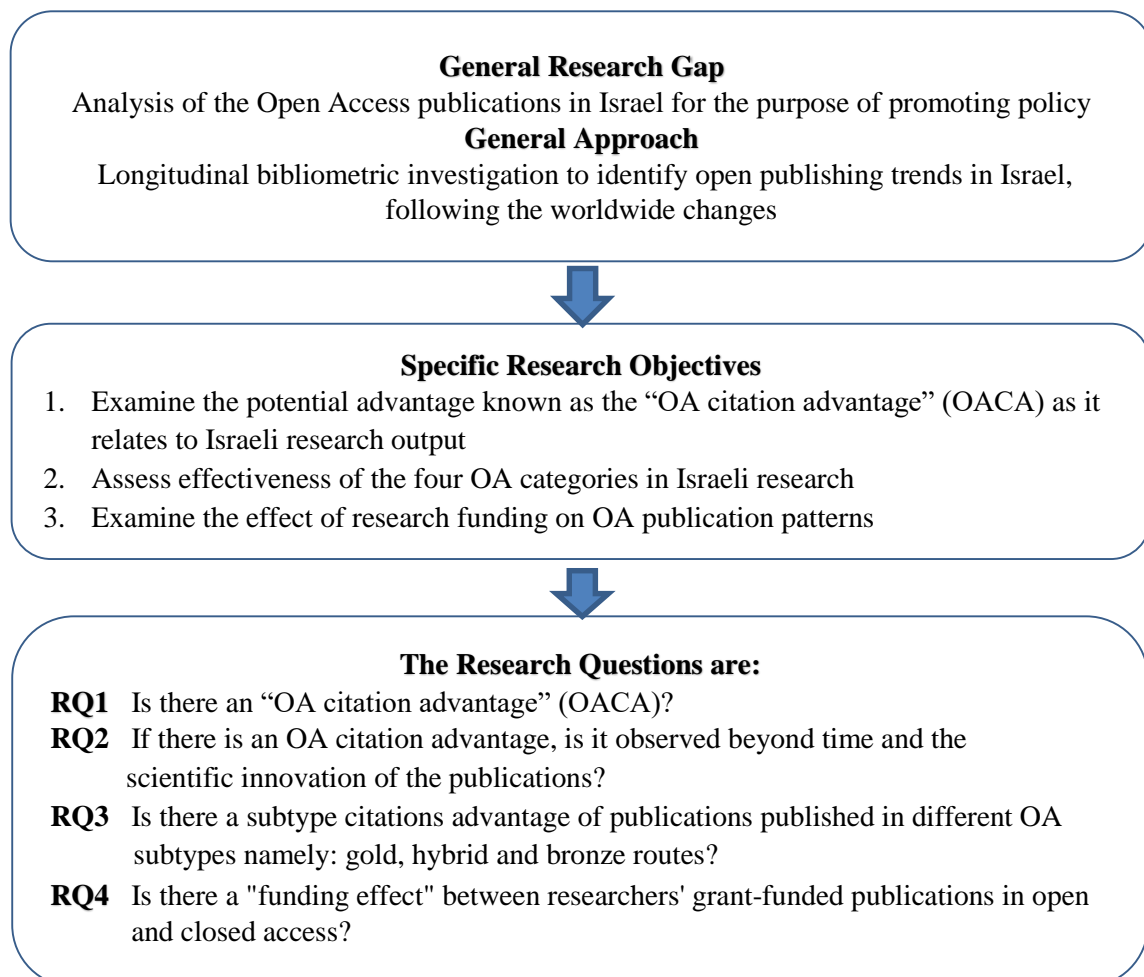 General Research Gap
Analysis of the Open Access publications in Israel for the purpose of promoting policy
General Approach
Longitudinal bibliometric investigation to identify open publishing trends in Israel,
following the worldwide changes
Specific Research Objectives
1. Examine the potential advantage known as the “OA citation advantage” (OACA) as it
relates to Israeli research output
2. Assess effectiveness of the four OA categories in Israeli research
3. Examine the effect of research funding on OA publication patterns
The Research Questions are:
RQ1 Is there an “OA citation advantage” (OACA)?
RQ2 If there is an OA citation advantage, is it observed beyond time and the
scientific innovation of the publications?
RQ3 Is there a subtype citations advantage of publications published in different OA
subtypes namely: gold, hybrid and bronze routes?
RQ4 Is there a "funding effect" between researchers' grant-funded publications in open
and closed access?